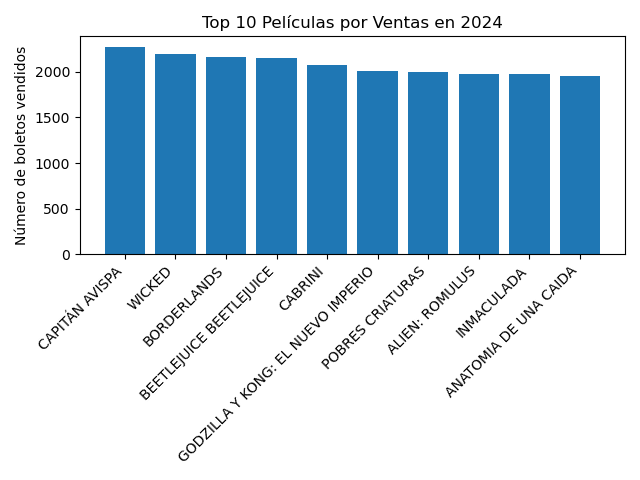 Top 10 Películas por Ventas en 2024
Número de boletos vendidos
2000
1500
1000
500
0
CAPITÁN AVISPA
WICKED
BORDERLANDS
BEETLEJUICE BEETLEJUICE
CABRINI
GODZILLA Y KONG: EL NUEVO IMPERIO
POBRES CRIATURAS
ALIEN: ROMULUS
INMACULADA
ANATOMIA DE UNA CAIDA